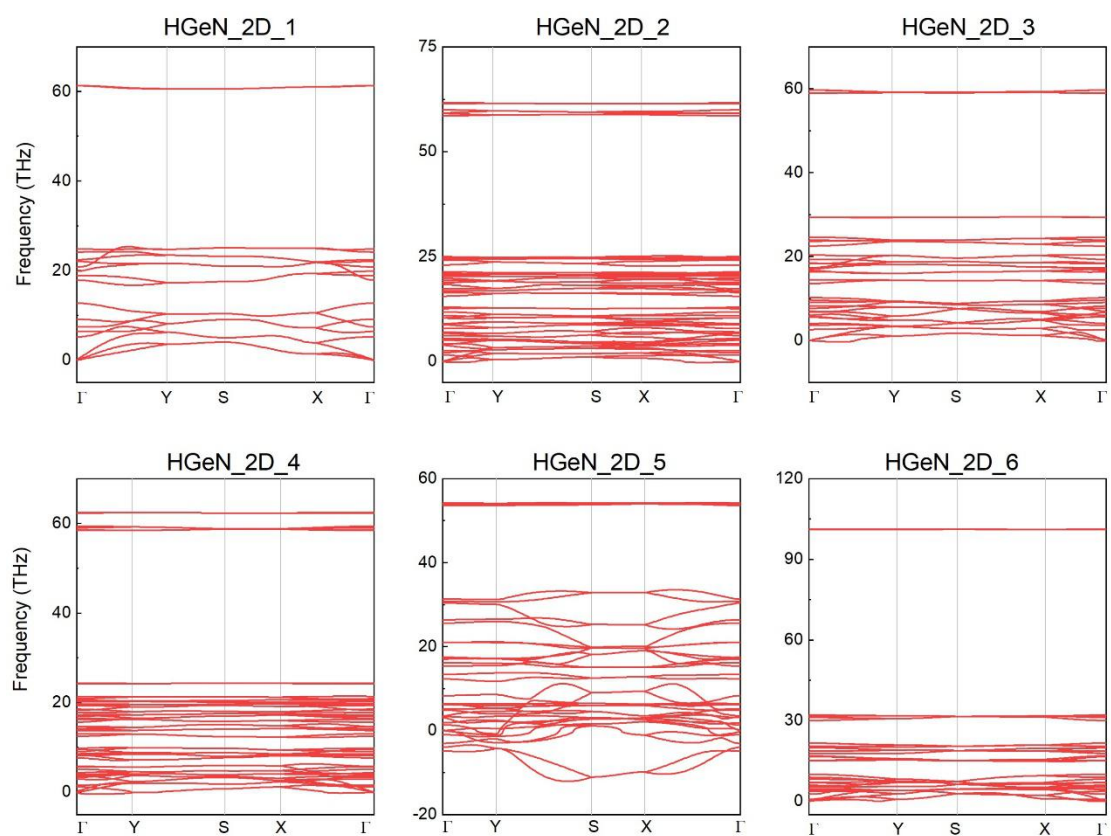 HGeN_2D_1
HGeN_2D_2
HGeN_2D_3
Frequency (THz)
60
40
20
0
Γ Y S X Γ
75
50
25
0
Γ Y S X Γ
60
40
20
0
Γ Y S X Γ
HGeN_2D_4
HGeN_2D_5
HGeN_2D_6
Frequency (THz)
60
40
20
0
Γ Y S X Γ
60
40
20
0
-20
Γ Y S X Γ
120
90
60
30
0
Γ Y S X Γ